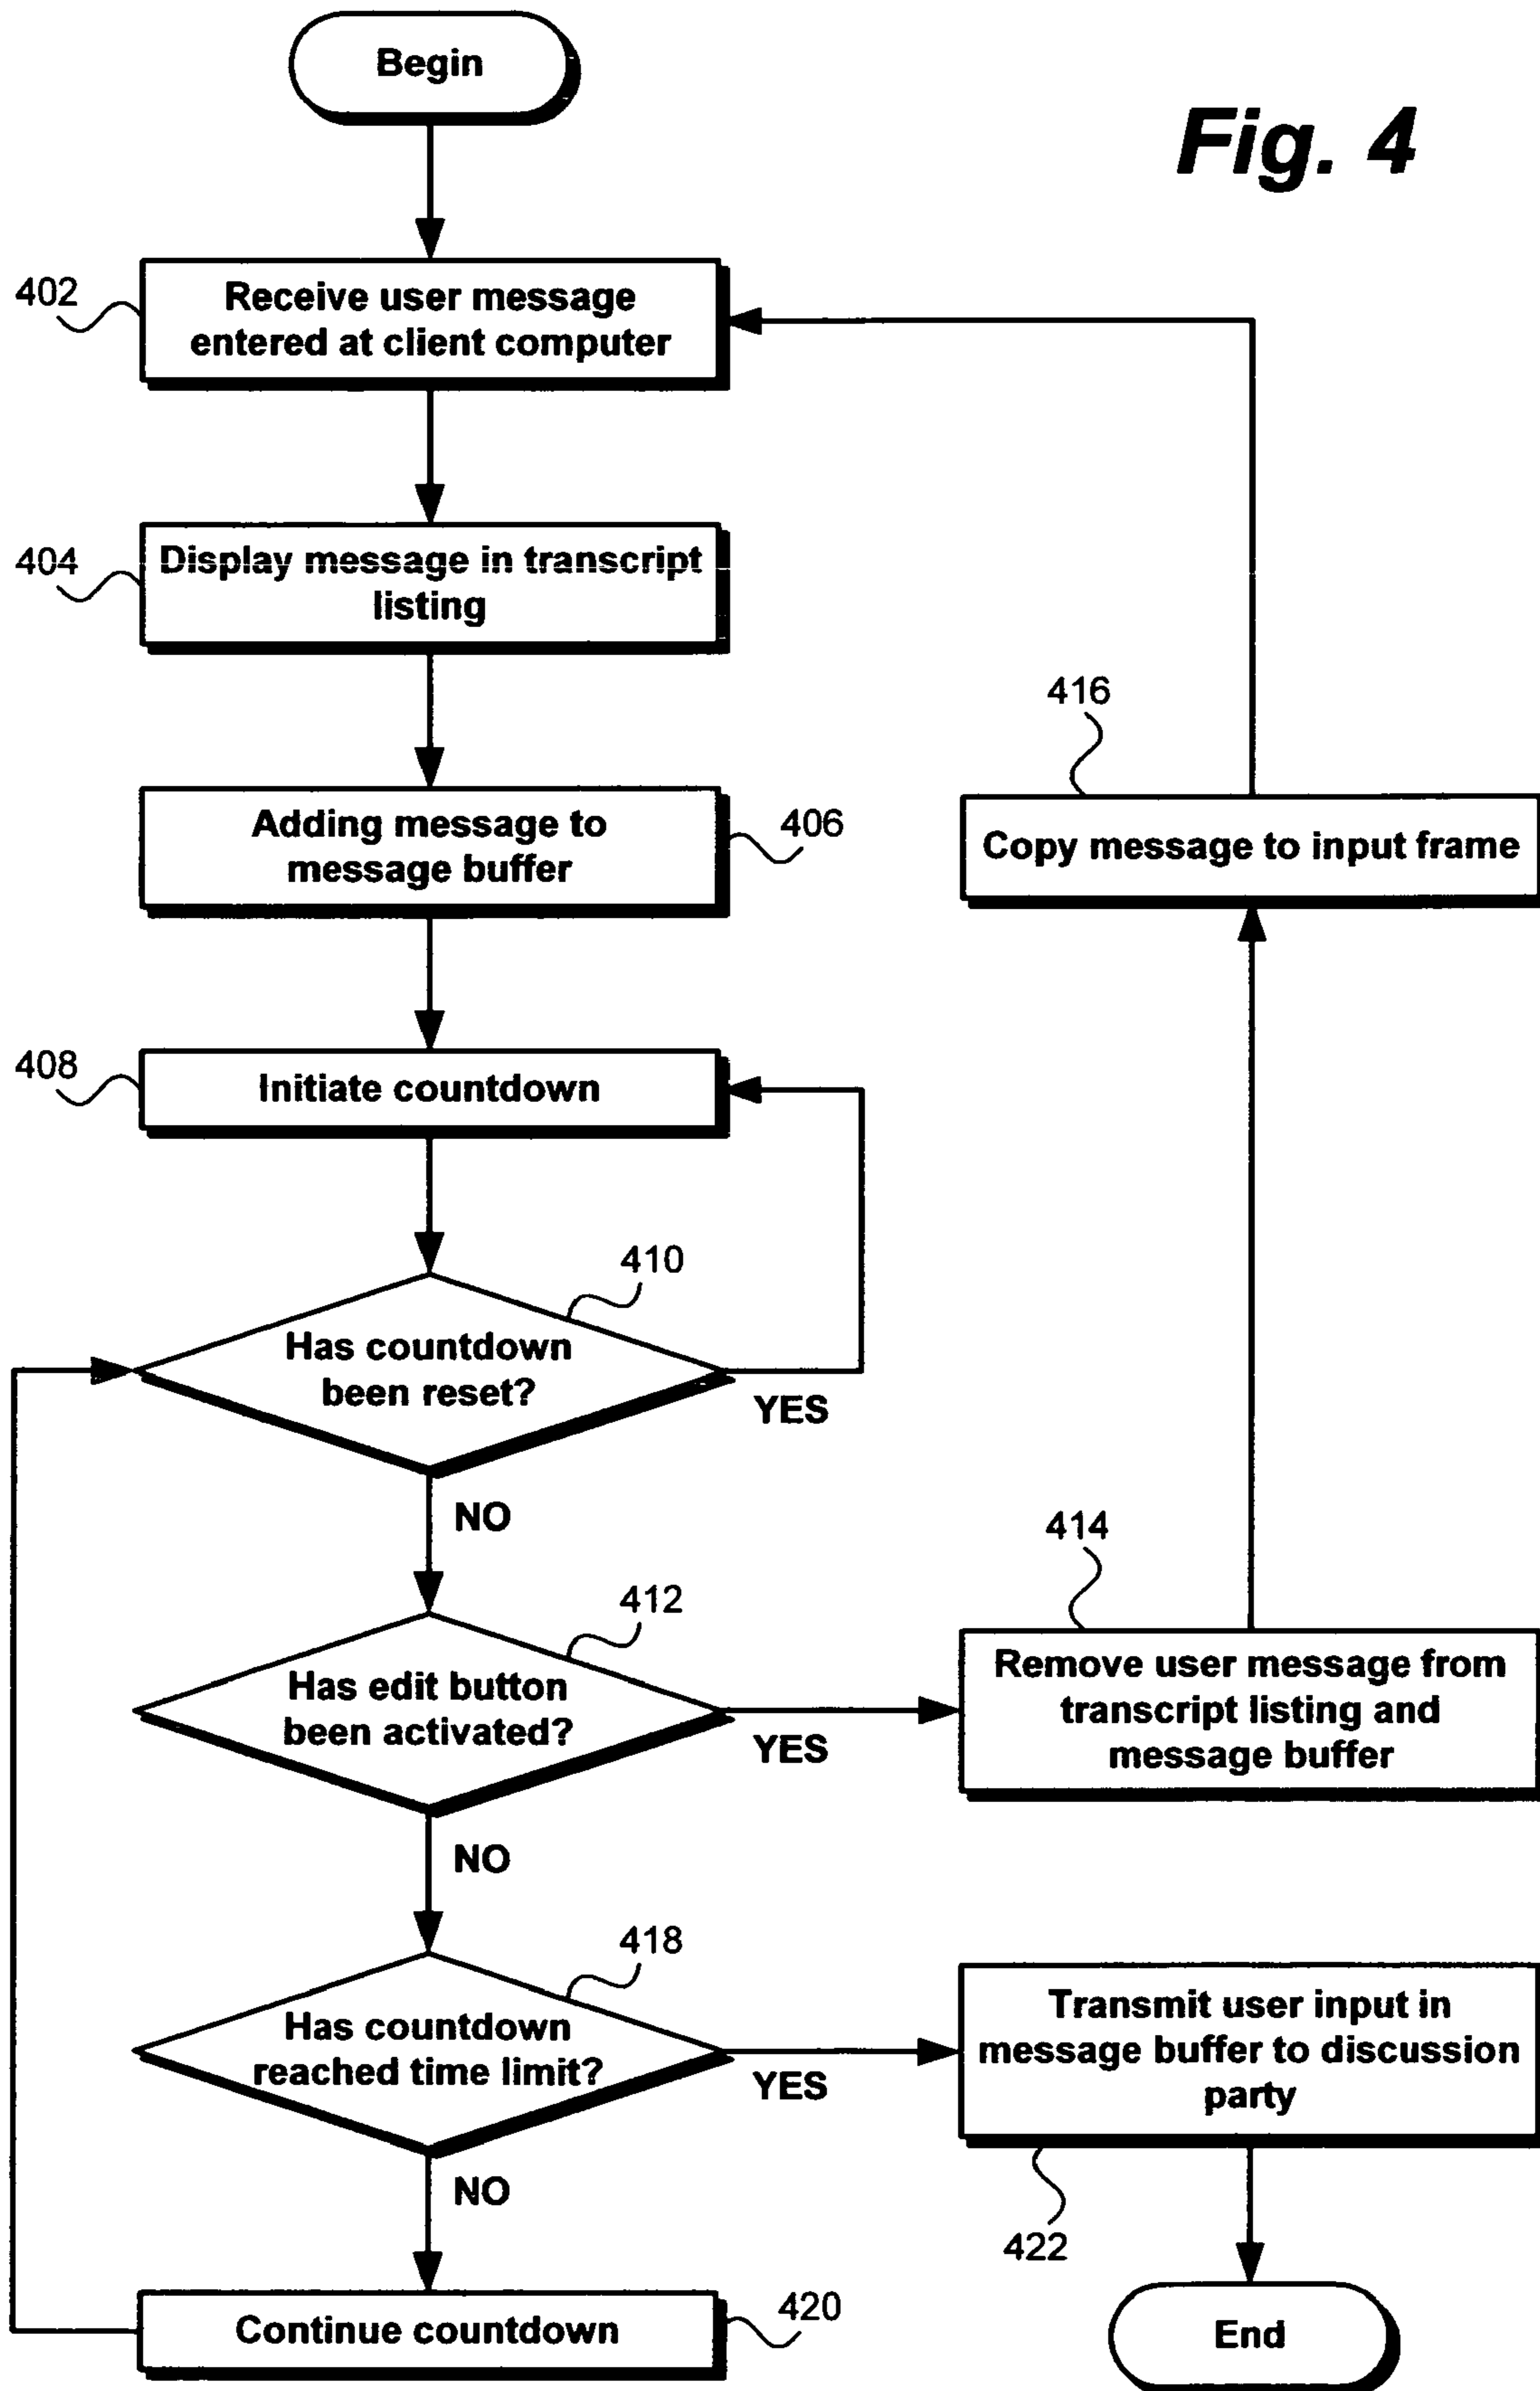 Begin
Fig. 4
402
Receive user message
entered at client computer
404
Display message in transcript
listing
416
Adding message to
message buffer
406
Copy message to input frame
408
Initiate countdown
410
Has countdown
been reset?
YES
NO
414
412
Has edit button
been activated?
YES
Remove user message from
transcript listing and
message buffer
NO
418
Has countdown
reached time limit?
YES
Transmit user input in
message buffer to discussion
party
NO
422
420
Continue countdown
End